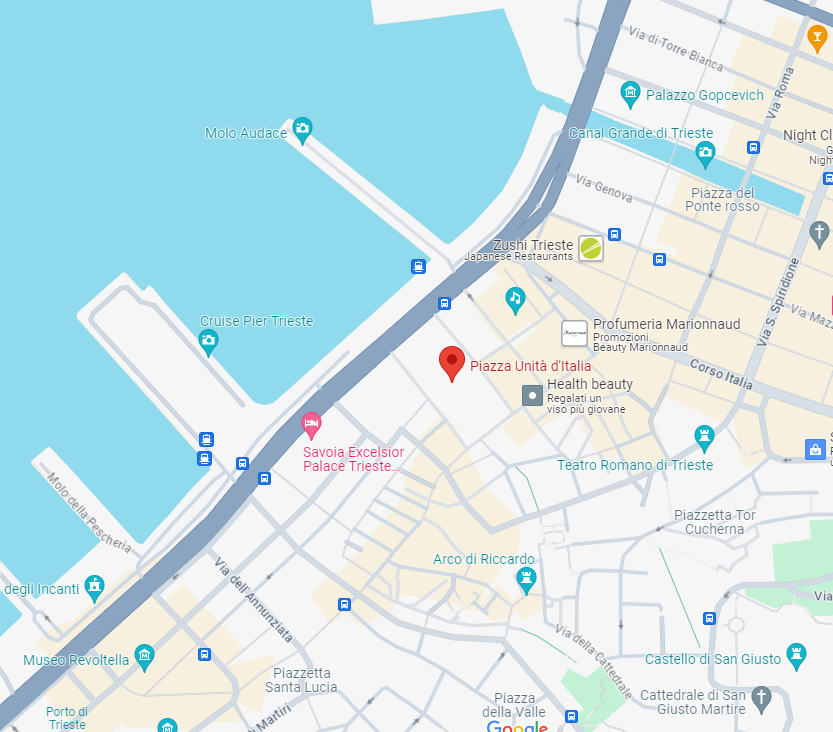 Via di Torre Bianca
Via Roma
Palazzo Gopcevich
Molo Audace
Canal Grande di Trieste
Night Cl
G
Night
Via Genova
Piazza del
Ponte rosso
Zushi Trieste
Japanese Restaurants
Via S. Spiridione
Cruise Pier Trieste
Profumeria Marionnaud
Promozioni
Beauty Marionnaud
Via Mazz
Piazza Unità d'Italia
Corso Italia
Health beauty
Regalati un
viso più giovane
Savoia Excelsior
Palace Trieste...
Teatro Romano di Trieste
Molo della Pescheria
Piazzetta Tor
Cucherna
Arco di Riccardo
degli Incanti
Via dell'Annunziata
Via
Via della Cattedrale
Museo Revoltella
Castello di San Giusto
Piazzetta
Santa Lucia
Cattedrale di San
Giusto Martire
Piazza
della Valle
Porto di
Trieste
i Martiri
Google